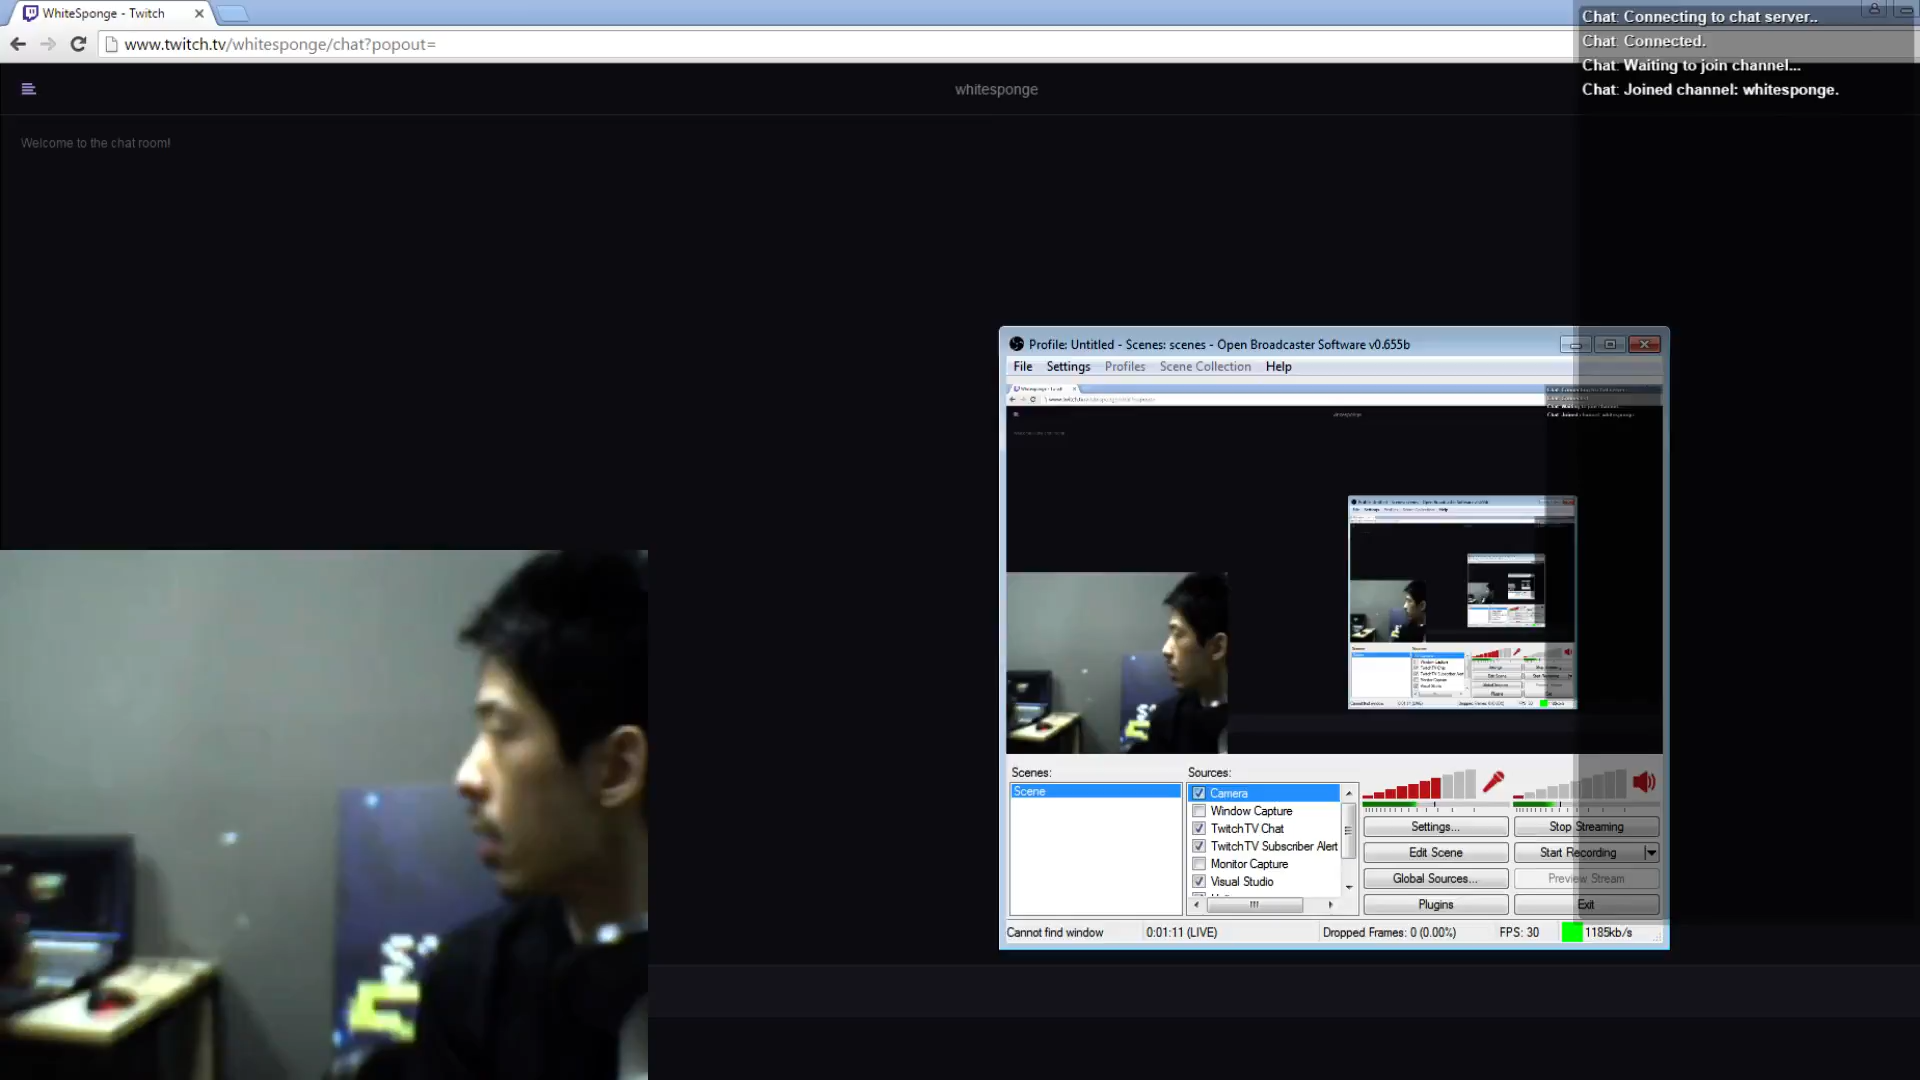 WhiteSponge - Twitch
www.twitch.tv/whitesponge/chat?popout=
Chat: Connecting to chat server..
Chat: Connected.
Chat: Waiting to join channel...
Chat: Joined channel: whitesponge.
whitesponge
Welcome to the chat room!
Profile: Untitled - Scenes: scenes - Open Broadcaster Software v0.655b
File Settings Profiles Scene Collection Help
Scenes:
Scene
Sources:
Camera
Window Capture
TwitchTV Chat
TwitchTV Subscriber Alert
Monitor Capture
Visual Studio
Settings... Stop Streaming
Edit Scene Start Recording
Global Sources... Preview Stream
Plugins Exit
Cannot find window 0:01:11 (LIVE) Dropped Frames: 0 (0.00%) FPS: 30 1185kb/s